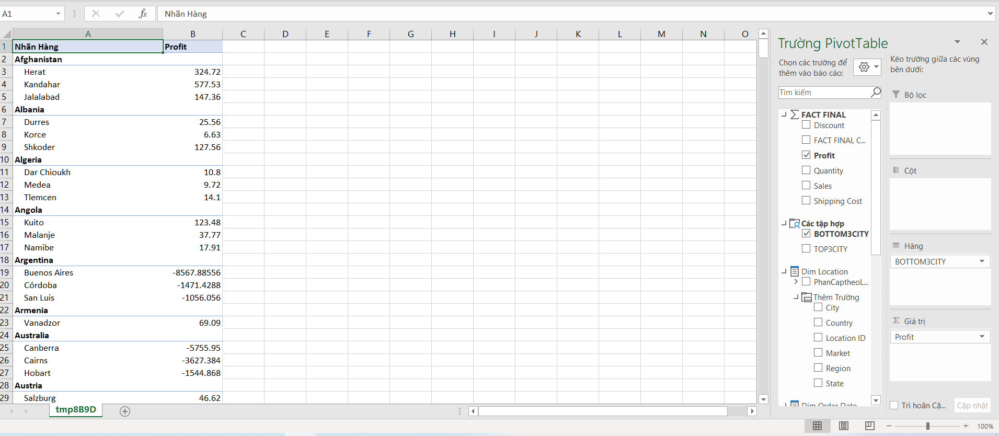 A1
fx
Nhãn Hàng
A B C D E F G H I J K L M N O
1 Nhãn Hàng Profit
2 Afghanistan
3 Herat 324.72
4 Kandahar 577.53
5 Jalalabad 147.36
6 Albania
7 Durres 25.56
8 Korce 6.63
9 Shkoder 127.56
10 Algeria
11 Dar Chioukh 10.8
12 Medea 9.72
13 Tlemcen 14.1
14 Angola
15 Kuito 123.48
16 Malanje 37.77
17 Namibe 17.91
18 Argentina
19 Buenos Aires -8567.88556
20 Córdoba -1471.4288
21 San Luis -1056.056
22 Armenia
23 Vanadzor 69.09
24 Australia
25 Canberra -5755.95
26 Cairns -3627.384
27 Hobart -1544.868
28 Austria
29 Salzburg 46.62
tmp8B9D
Trường PivotTable
Chọn các trường để
thêm vào báo cáo:
Tìm kiếm
FACT FINAL
Discount
FACT FINAL C...
Profit
Quantity
Sales
Shipping Cost
Các tập hợp
BOTTOM3CITY
TOP3CITY
Dim Location
PhanCaptheoL...
Thêm Trường
City
Country
Location ID
Market
Region
State
Dim Order Date
Kéo trường giữa các vùng
bên dưới:
Bộ lọc
Cột
Hàng
BOTTOM3CITY
Σ Giá trị
Profit
Trì hoãn Cậ...
Cập nhật
100%